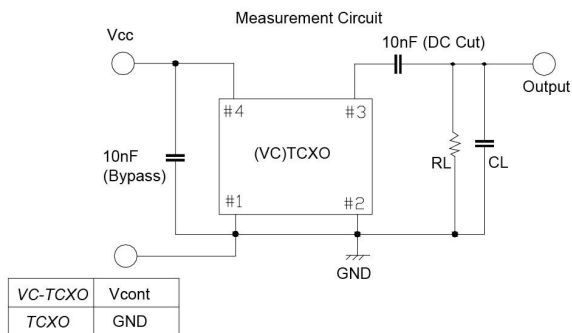 Measurement Circuit
Vcc
10nF (DC Cut)
Output
#4
#3
10nF
(Bypass)
(VC)TCXO
RL
CL
#1
#2
GND
VC-TCXO Vcont
TCXO GND